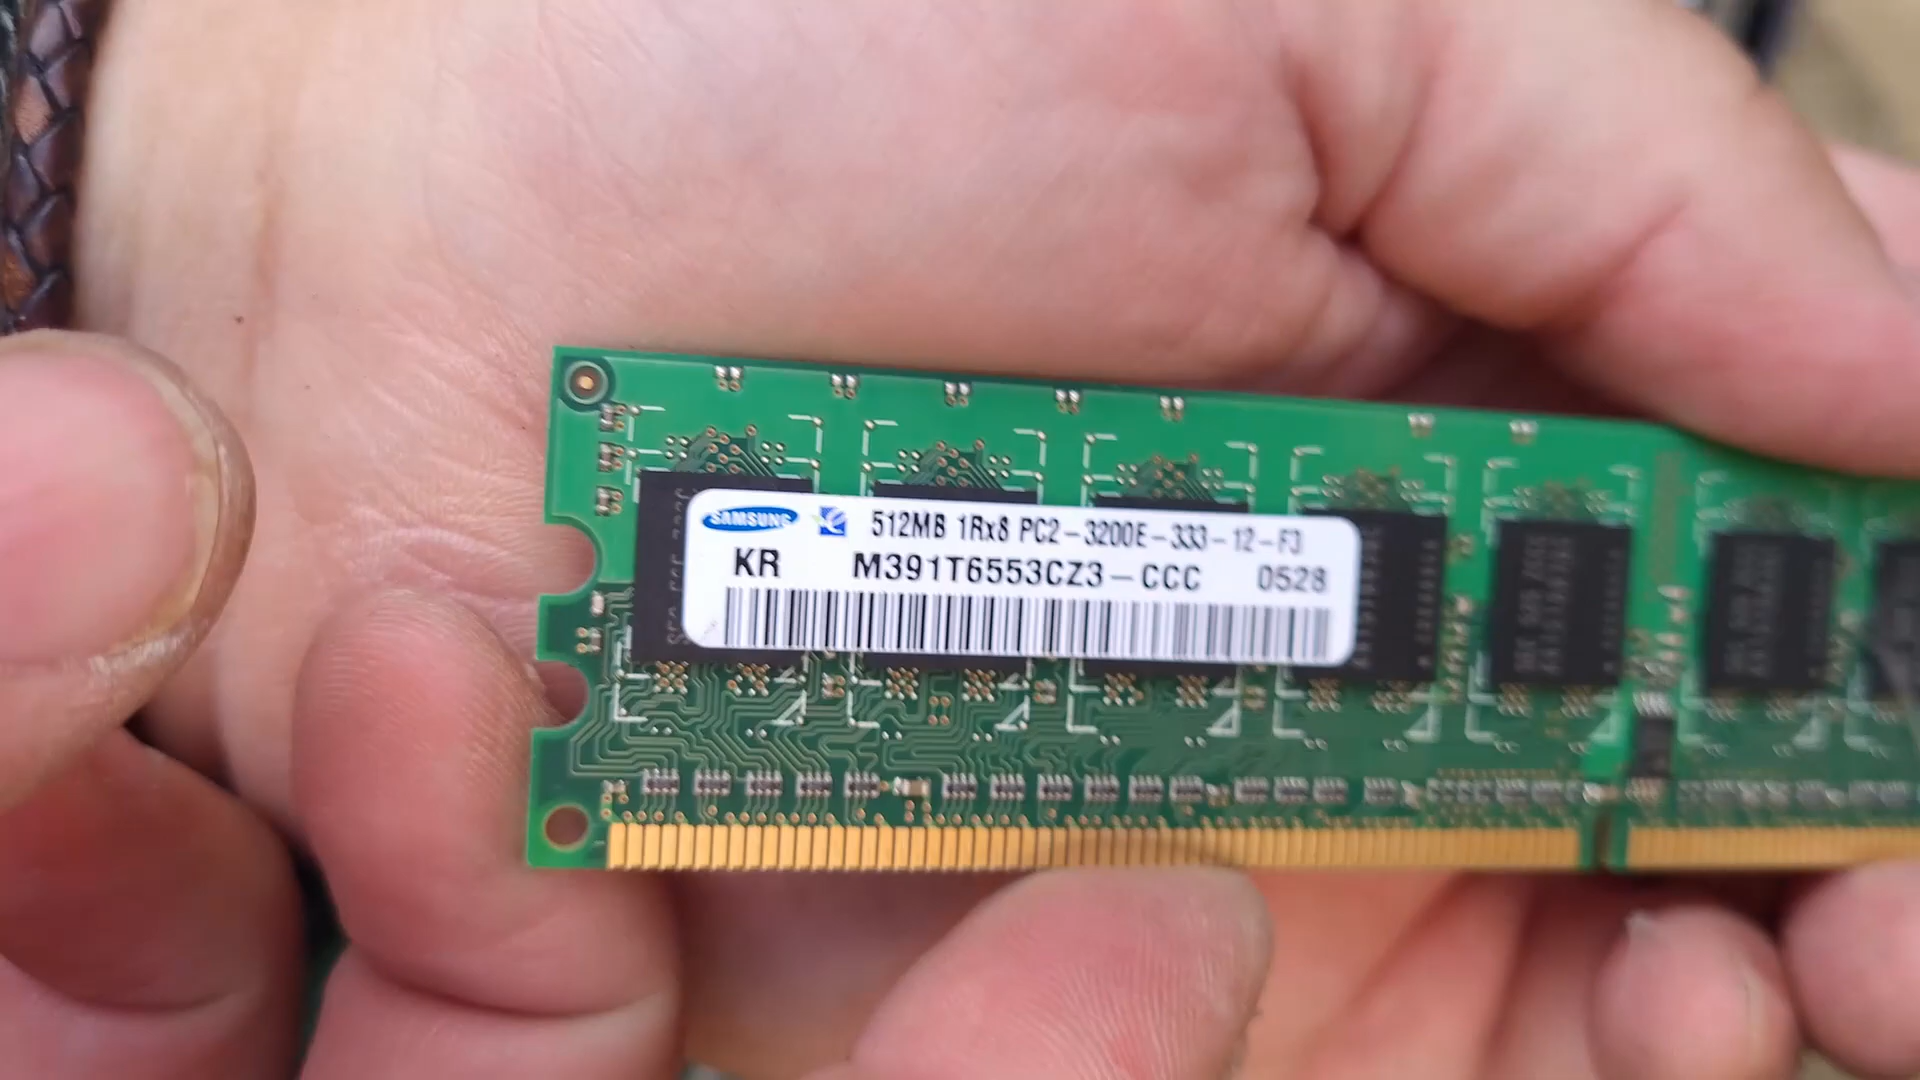 SAMSUNG 512MB 1Rx8 PC2-3200E-333-12-F3
KR M391T6553CZ3-CCC 0528